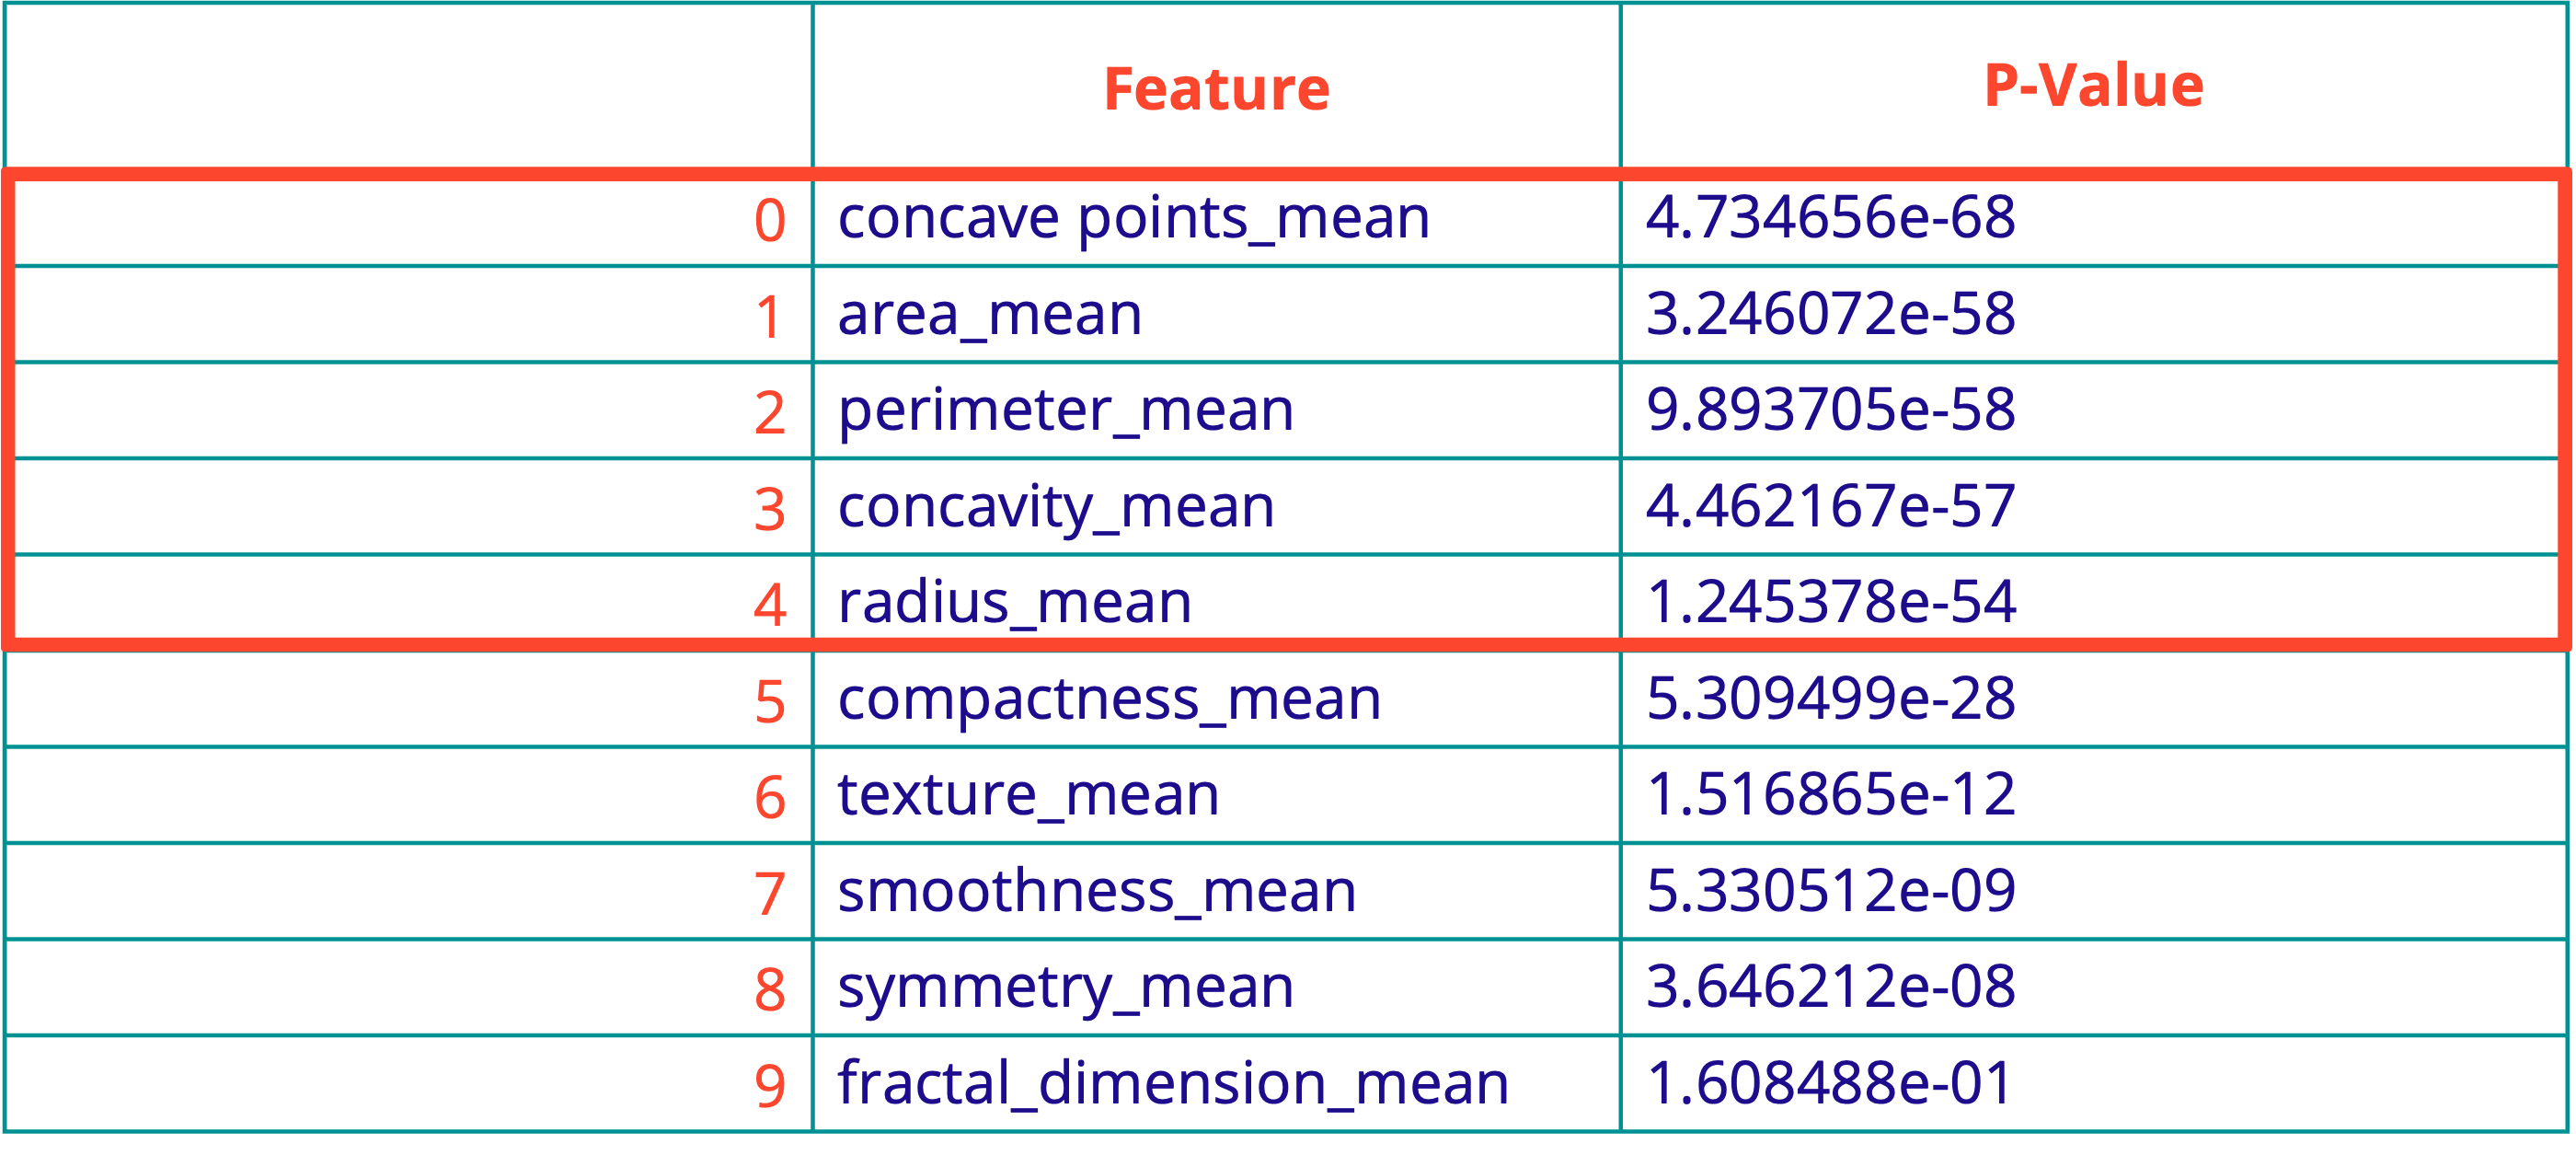 Feature P-Value
0 concave points_mean 4.734656e-68
1 area_mean 3.246072e-58
2 perimeter_mean 9.893705e-58
3 concavity_mean 4.462167e-57
4 radius_mean 1.245378e-54
5 compactness_mean 5.309499e-28
6 texture_mean 1.516865e-12
7 smoothness_mean 5.330512e-09
8 symmetry_mean 3.646212e-08
9 fractal_dimension_mean 1.608488e-01